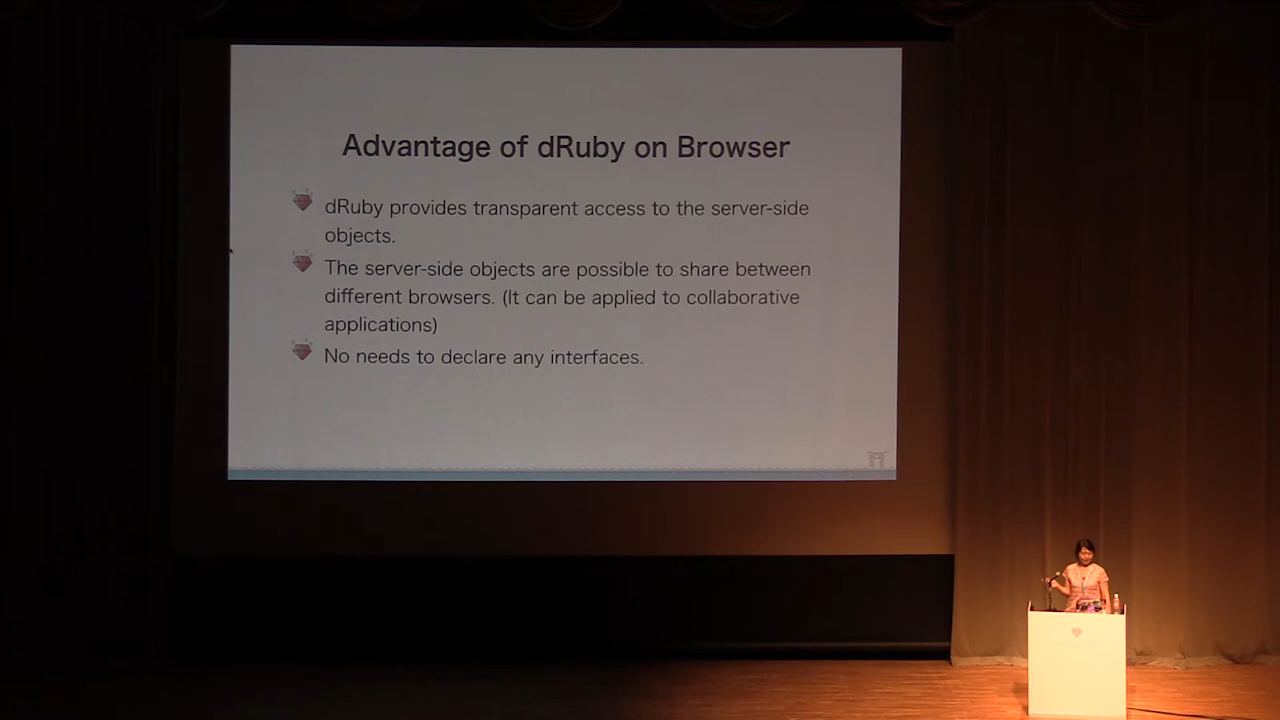 Advantage of dRuby on Browser
dRuby provides transparent access to the server-side
objects.
The server-side objects are possible to share between
different browsers. (It can be applied to collaborative
applications)
No needs to declare any interfaces.